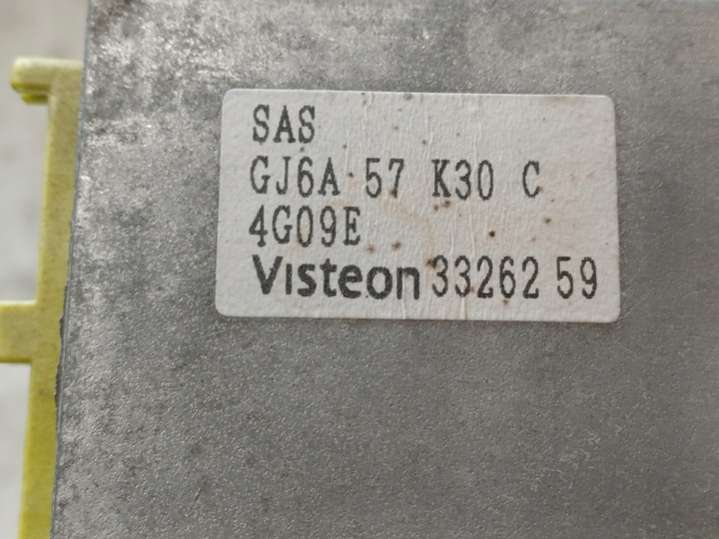 SAS
GJ6A 57 K30 C
4G09E
Visteon 33262 59